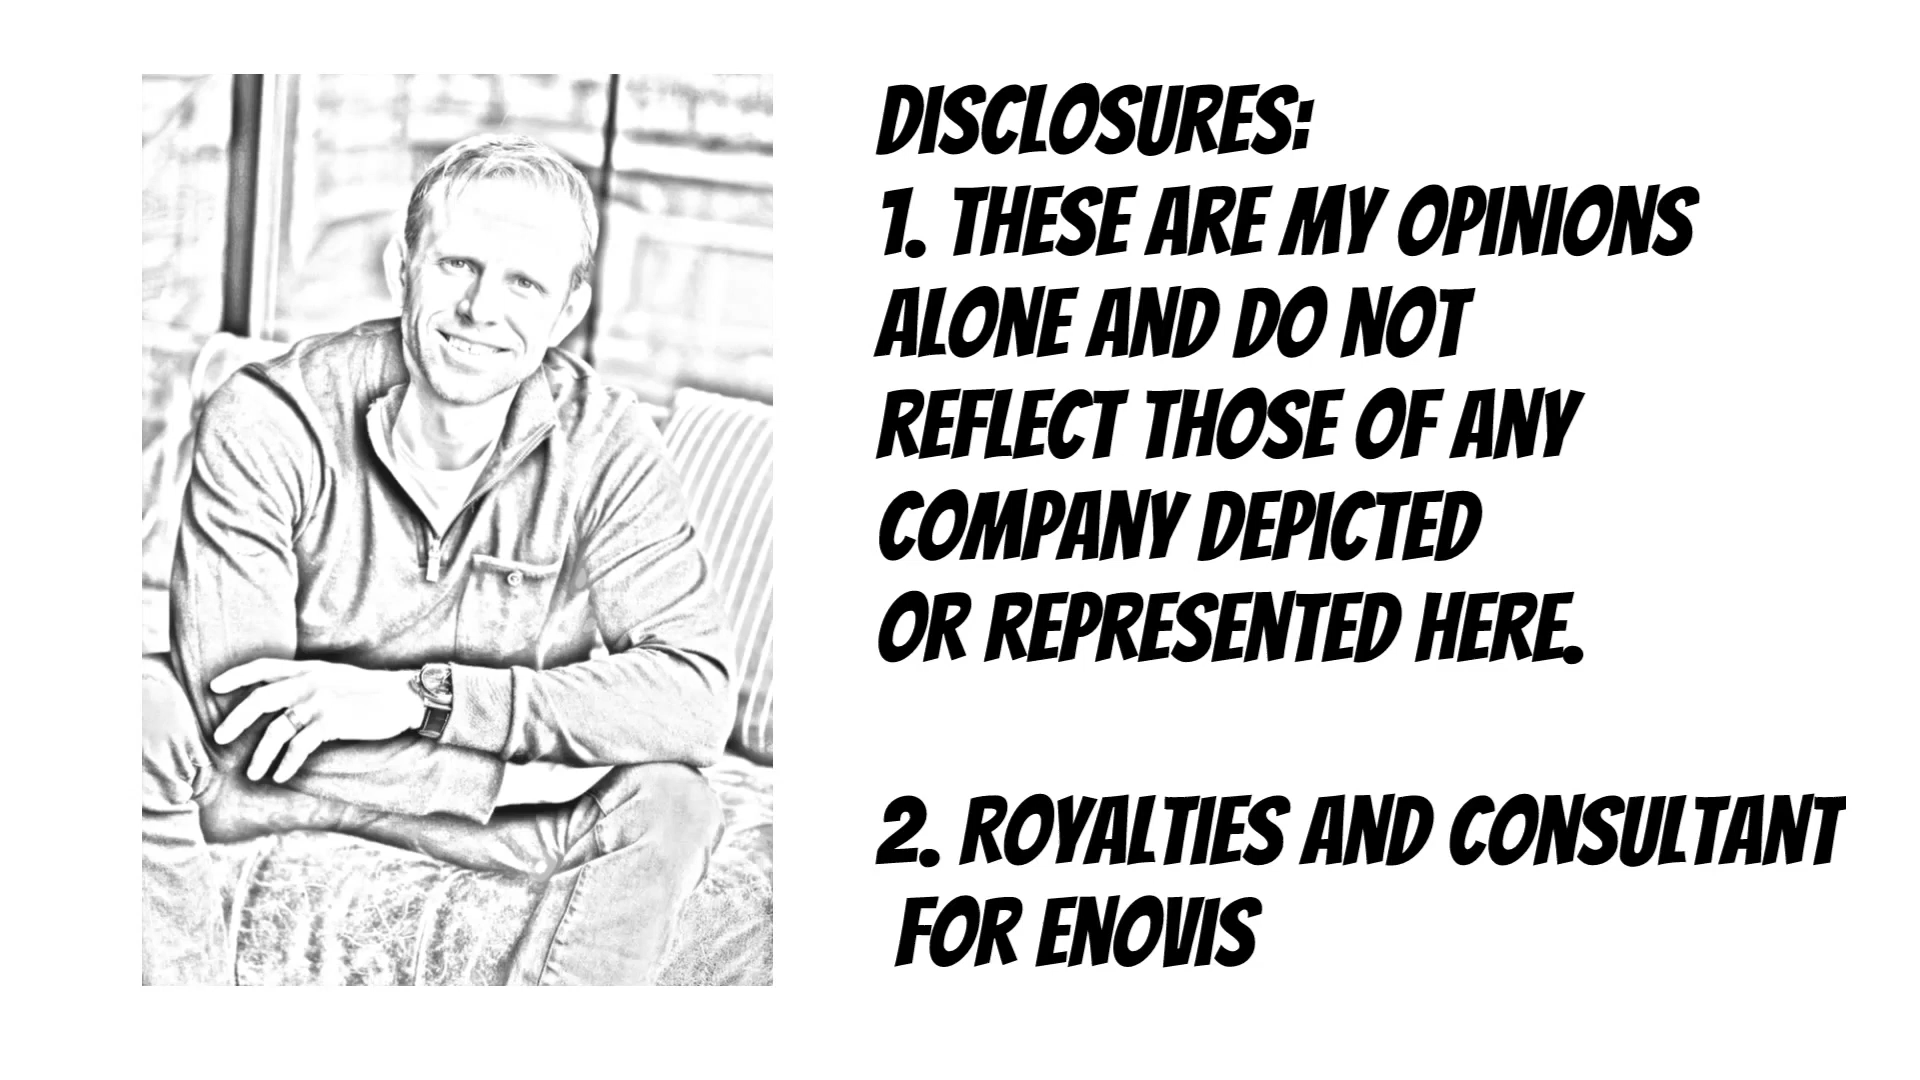 DISCLOSURES:
1. THESE ARE MY OPINIONS
ALONE AND DO NOT
REFLECT THOSE OF ANY
COMPANY DEPICTED
OR REPRESENTED HERE.
2. ROYALTIES AND CONSULTANT
FOR ENOVIS